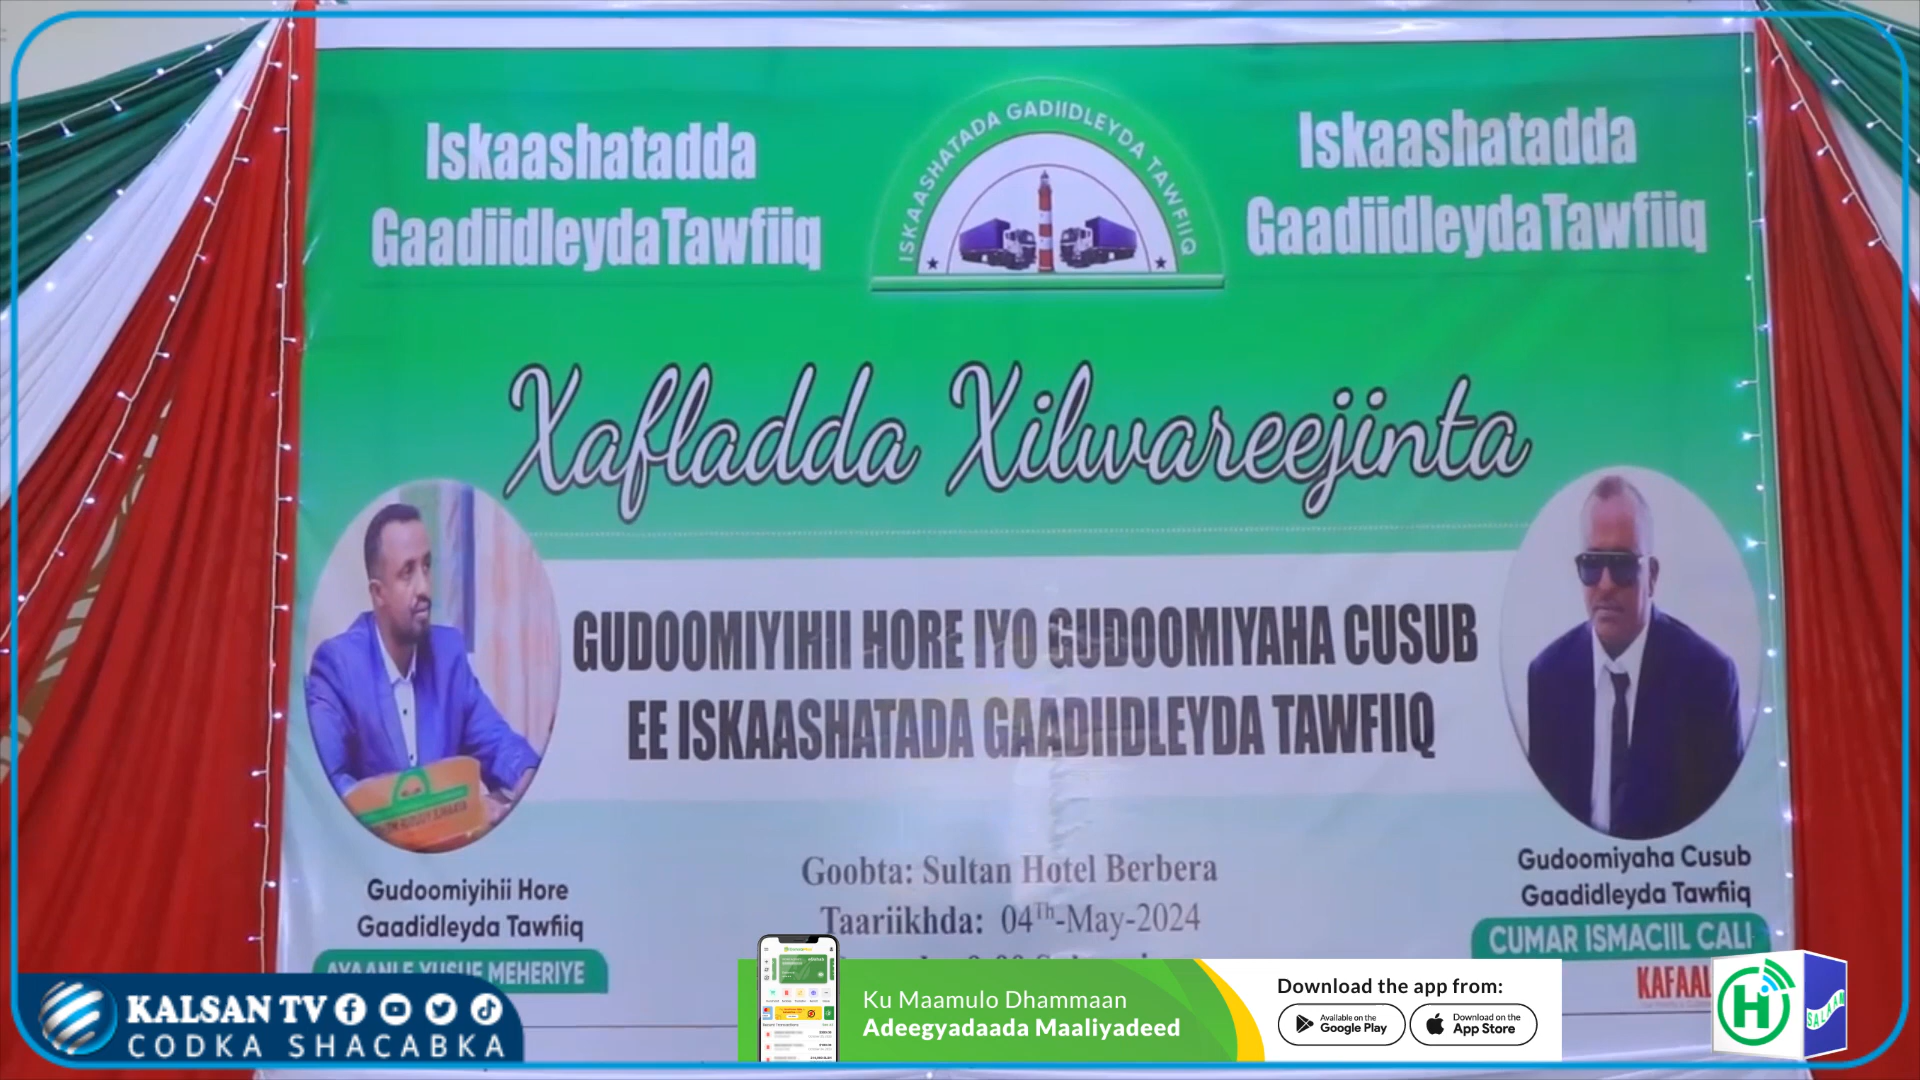 Iskaashatadda
GaadiidleydaTawfiiq
ISKAASHATADA GADIIDLEYDA TAWFIIQ
Iskaashatadda
GaadiidleydaTawfiiq
Xafladda Xilwareejinta
GUDOOMIYIHII HORE IYO GUDOOMIYAHA CUSUB
EE ISKAASHATADA GAADIIDLEYDA TAWFIIQ
Goobta: Sultan Hotel Berbera
Taariikhda: 04Th-May-2024
Gudoomiyihii Hore
Gaadidleyda Tawfiiq
AYAANLE YUSUF MEHERIYE
Gudoomiyaha Cusub
Gaadidleyda Tawfiiq
CUMAR ISMACIIL CALI
KAFAAL
KALSAN TV
CODKA SHACABKA
Ku Maamulo Dhammaan
Adeegyadaada Maaliyadeed
Download the app from:
Available on the
Google Play
Download on the
App Store
H
SALAAM